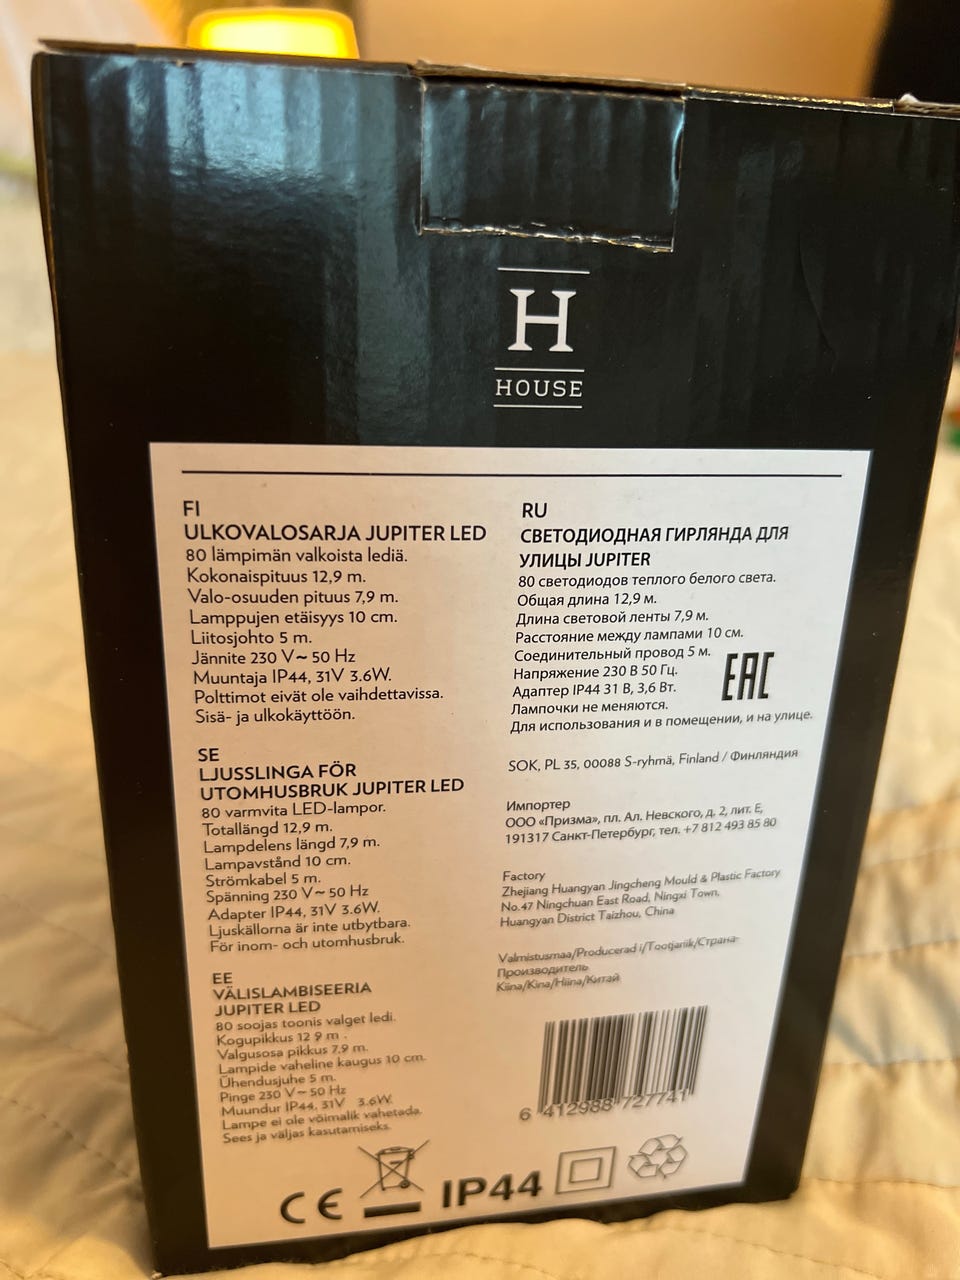 H
HOUSE
FI
ULKOVALOSARJA JUPITER LED
80 lämpimän valkoista lediä.
Kokonaispituus 12,9 m.
Valo-osuuden pituus 7,9 m.
Lamppujen etäisyys 10 cm.
Liitosjohto 5 m.
Jännite 230 V~ 50 Hz
Muuntaja IP44, 31V 3.6W.
Polttimot eivät ole vaihdettavissa.
Sisä- ja ulkokäyttöön.
SE
LJUSSLINGA FÖR
UTOMHUSBRUK JUPITER LED
80 varmvita LED-lampor.
Totallängd 12,9 m.
Lampdelens längd 7,9 m.
Lampavstånd 10 cm.
Strömkabel 5 m.
Spänning 230 V~ 50 Hz
Adapter IP44, 31V 3.6W.
Ljuskällorna är inte utbytbara.
För inom- och utomhusbruk.
EE
VÄLISLAMBISEERIA
JUPITER LED
80 soojas toonis valget ledi.
Kogupikkus 12 9 m .
Valgusosa pikkus 7,9 m.
Lampide vaheline kaugus 10 cm.
Ühendusjuhe 5 m.
Pinge 230 V~ 50 Hz
Muundur IP44, 31V 3.6W.
Lampe ei ole võimalik vahetada.
Sees ja väljas kasutamiseks.
RU
СВЕТОДИОДНАЯ ГИРЛЯНДА ДЛЯ
УЛИЦЫ JUPITER
80 светодиодов теплого белого света.
Общая длина 12,9 м.
Длина световой ленты 7,9 м.
Расстояние между лампами 10 см.
Соединительный провод 5 м.
Напряжение 230 В 50 Гц.
Адаптер IP44 31 В, 3,6 Вт.
Лампочки не меняются.
Для использования и в помещении, и на улице.
EAC
SOK, PL 35, 00088 S-ryhmä, Finland / Финляндия
Импортер
ООО «Призма», пл. Ал. Невского, д. 2, лит. Е,
191317 Санкт-Петербург, тел. +7 812 493 85 80
Factory
Zhejiang Huangyan Jingcheng Mould & Plastic Factory
No.47 Ningchuan East Road, Ningxi Town,
Huangyan District Taizhou, China
Valmistusmaa/Producerad i/Tootjariik/Страна-
Производитель
Kiina/Kina/Hiina/Китай
6 412988 727741
CE IP44